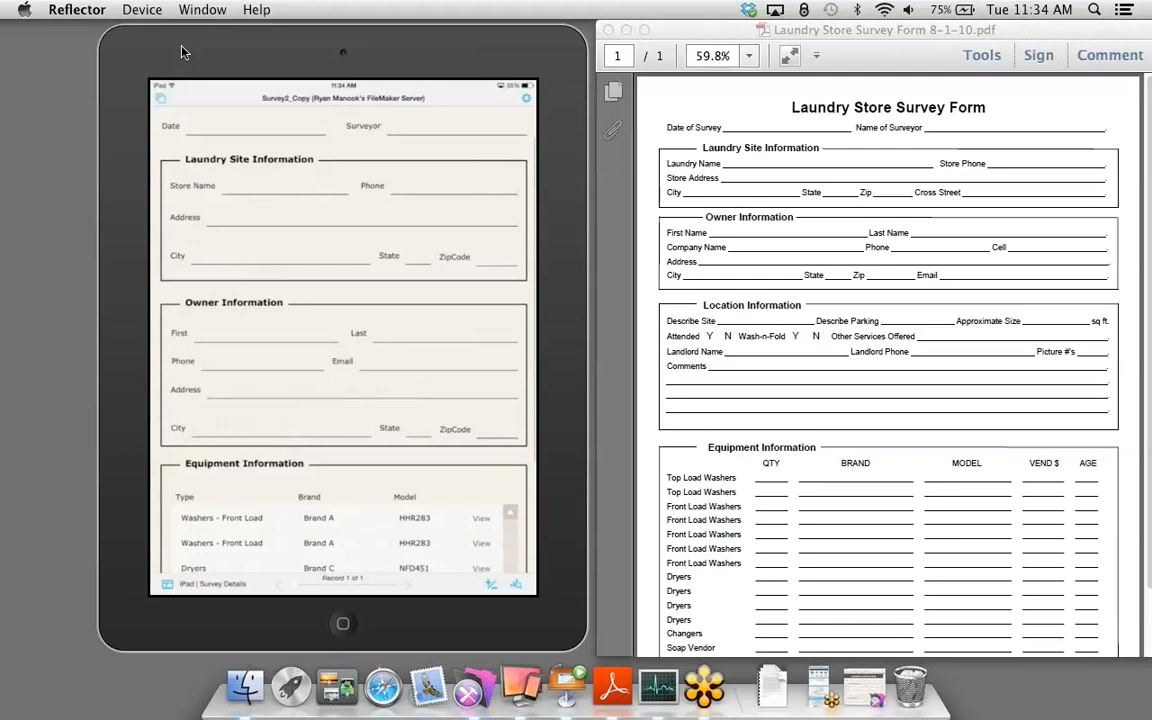 Reflector Device Window Help 75% Tue 11:34 AM
iPad 11:34 AM 55%
Survey2_Copy (Ryan Manook's FileMaker Server)
Date Surveyor
Laundry Site Information
Store Name Phone
Address
City State ZipCode
Owner Information
First Last
Phone Email
Address
City State ZipCode
Equipment Information
Type Brand Model
Washers - Front Load Brand A HHR283 View
Washers - Front Load Brand A HHR283 View
Dryers Brand C NFD451 View
iPad | Survey Details Record 1 of 1
Laundry Store Survey Form 8-1-10.pdf
1 / 1 59.8% Tools Sign Comment
Laundry Store Survey Form
Date of Survey Name of Surveyor
Laundry Site Information
Laundry Name Store Phone
Store Address
City State Zip Cross Street
Owner Information
First Name Last Name
Company Name Phone Cell
Address
City State Zip Email
Location Information
Describe Site Describe Parking Approximate Size sq ft.
Attended Y N Wash-n-Fold Y N Other Services Offered
Landlord Name Landlord Phone Picture #'s
Comments
Equipment Information
QTY BRAND MODEL VEND $ AGE
Top Load Washers
Top Load Washers
Front Load Washers
Front Load Washers
Front Load Washers
Front Load Washers
Front Load Washers
Dryers
Dryers
Dryers
Dryers
Changers
Soap Vendor